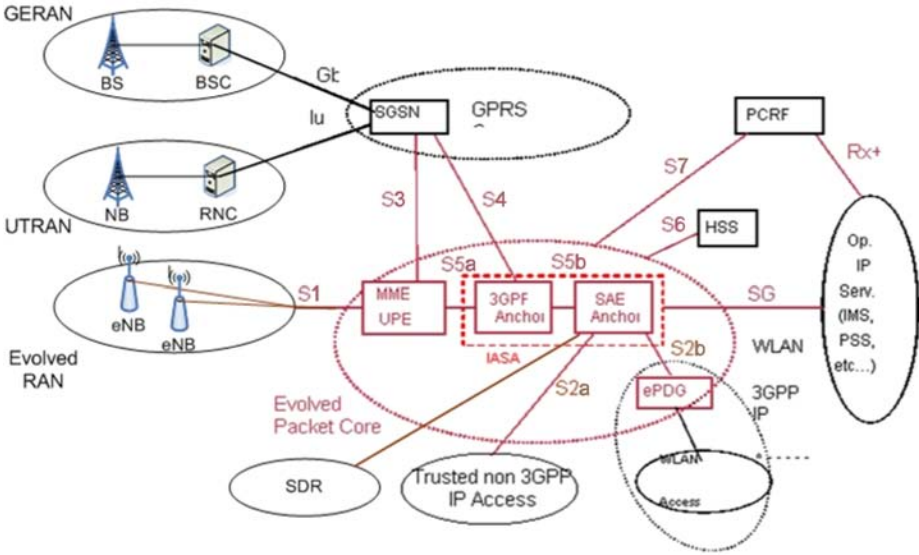 GERAN
BS
BSC
Gb
SGSN
GPRS
PCRF
Iu
Rx+
S7
NB
RNC
UTRAN
S3
S4
S6
HSS
Op.
IP
Serv.
(IMS,
PSS,
etc...)
S5a
S5b
S1
MME
UPE
3GPF
Anchor
SAE
Anchor
SG
eNB
eNB
IASA
S2b
WLAN
Evolved
RAN
S2a
ePDG
3GPP
IP
Evolved
Packet Core
WLAN
Access
SDR
Trusted non 3GPP
IP Access